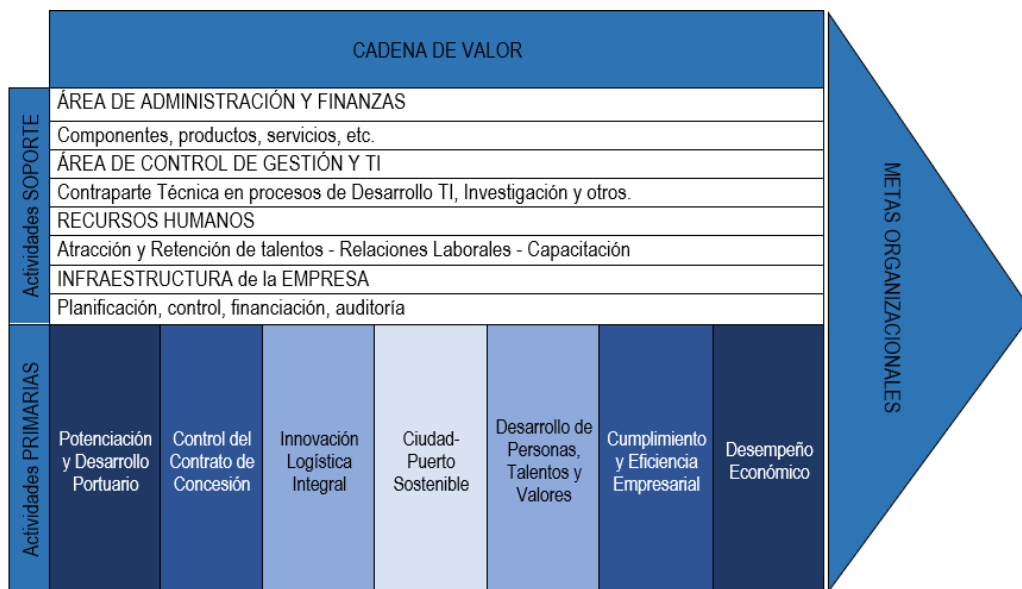 CADENA DE VALOR
Actividades SOPORTE
ÁREA DE ADMINISTRACIÓN Y FINANZAS
Componentes, productos, servicios, etc.
ÁREA DE CONTROL DE GESTIÓN Y TI
Contraparte Técnica en procesos de Desarrollo TI, Investigación y otros.
RECURSOS HUMANOS
Atracción y Retención de talentos - Relaciones Laborales - Capacitación
INFRAESTRUCTURA de la EMPRESA
Planificación, control, financiación, auditoría
Actividades PRIMARIAS
Potenciación
y Desarrollo
Portuario
Control del
Contrato de
Concesión
Innovación
Logística
Integral
Ciudad-
Puerto
Sostenible
Desarrollo de
Personas,
Talentos y
Valores
Cumplimiento
y Eficiencia
Empresarial
Desempeño
Económico
METAS ORGANIZACIONALES